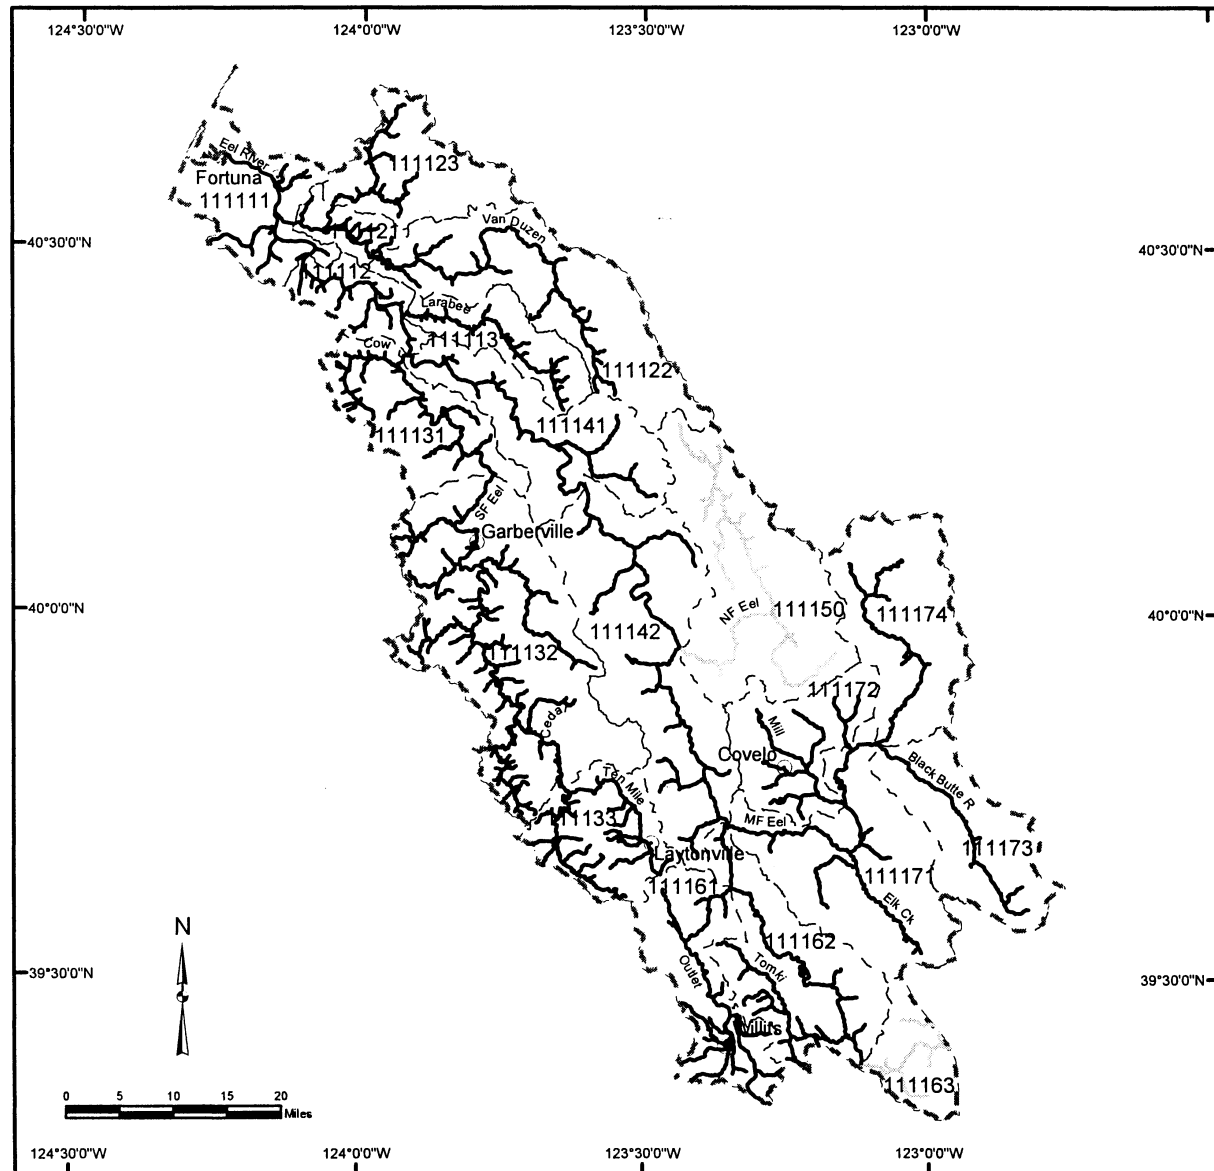 124°30'0"W 124°0'0"W 123°30'0"W 123°0'0"W
Eel River
Fortuna
111111
111123
Van Duzen
40°30'0"N
40°30'0"N
111121
111112
Larabee
111113
Cow
111122
111141
111131
SF Eel
Garberville
40°0'0"N
40°0'0"N
NF Eel
111150
111174
111142
111132
111172
Cedar
Mill
Covelo
Black Butte R
Ten Mile
111133
MF Eel
Laytonville
111173
111161
111171
Elk Ck
N
111162
Outlet
Tomki
39°30'0"N
39°30'0"N
Willits
111163
0 5 10 15 20
Miles
124°30'0"W 124°0'0"W 123°30'0"W 123°0'0"W